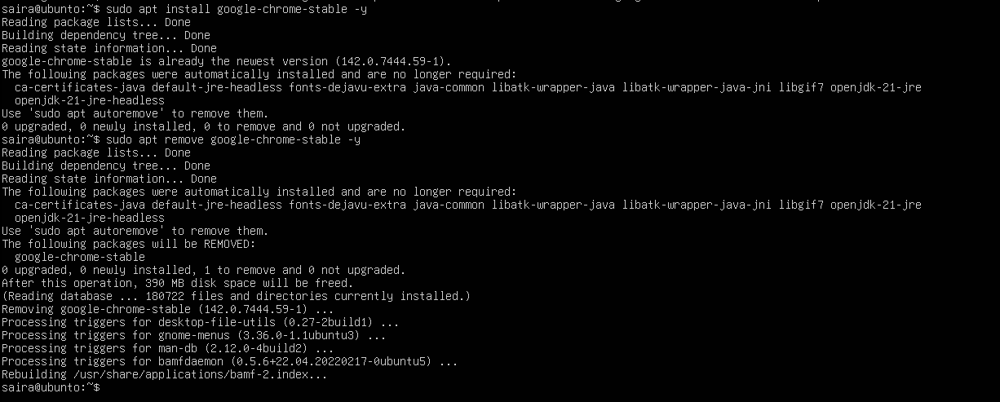 saira@ubunto:~$ sudo apt install google-chrome-stable -y
Reading package lists... Done
Building dependency tree... Done
Reading state information... Done
google-chrome-stable is already the newest version (142.0.7444.59-1).
The following packages were automatically installed and are no longer required:
  ca-certificates-java default-jre-headless fonts-dejavu-extra java-common libatk-wrapper-java libatk-wrapper-java-jni libgif7 openjdk-21-jre
  openjdk-21-jre-headless
Use 'sudo apt autoremove' to remove them.
0 upgraded, 0 newly installed, 0 to remove and 0 not upgraded.
saira@ubunto:~$ sudo apt remove google-chrome-stable -y
Reading package lists... Done
Building dependency tree... Done
Reading state information... Done
The following packages were automatically installed and are no longer required:
  ca-certificates-java default-jre-headless fonts-dejavu-extra java-common libatk-wrapper-java libatk-wrapper-java-jni libgif7 openjdk-21-jre
  openjdk-21-jre-headless
Use 'sudo apt autoremove' to remove them.
The following packages will be REMOVED:
  google-chrome-stable
0 upgraded, 0 newly installed, 1 to remove and 0 not upgraded.
After this operation, 390 MB disk space will be freed.
(Reading database ... 180722 files and directories currently installed.)
Removing google-chrome-stable (142.0.7444.59-1) ...
Processing triggers for desktop-file-utils (0.27-2build1) ...
Processing triggers for gnome-menus (3.36.0-1.1ubuntu3) ...
Processing triggers for man-db (2.12.0-4build2) ...
Processing triggers for bamfdaemon (0.5.6+22.04.20220217-0ubuntu5) ...
Rebuilding /usr/share/applications/bamf-2.index...
saira@ubunto:~$